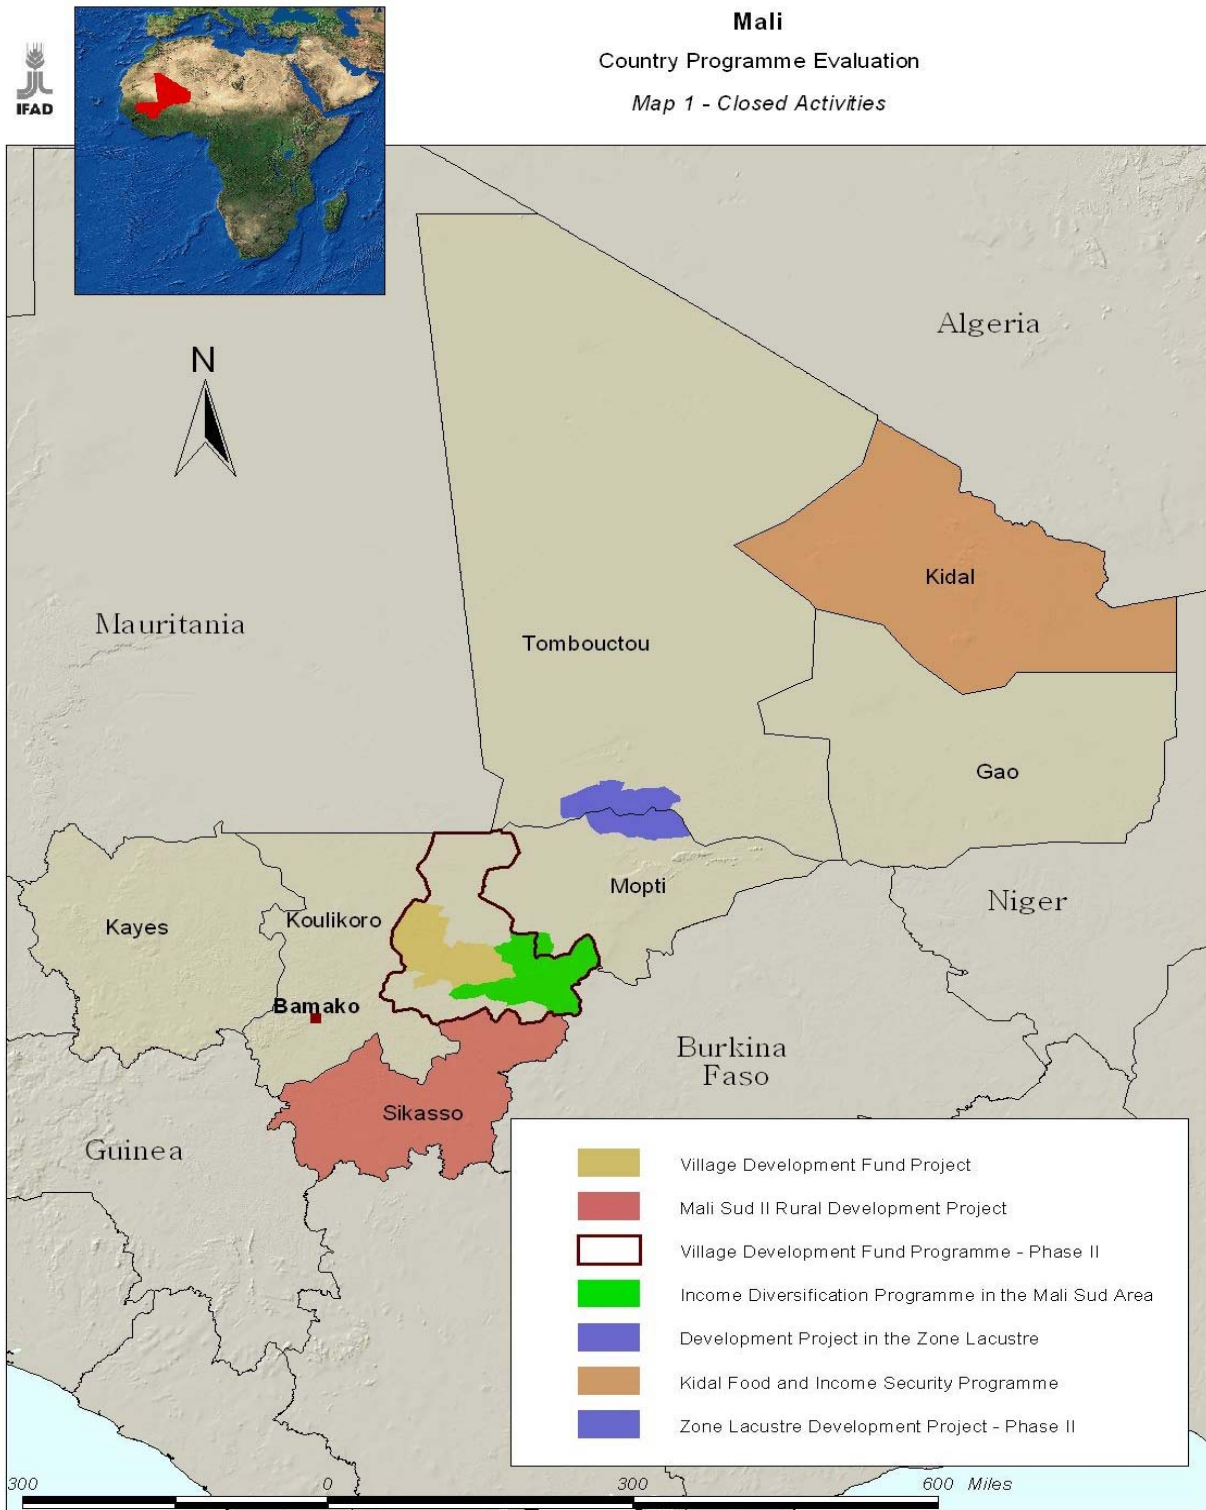 IFAD
Mali
Country Programme Evaluation
Map 1 - Closed Activities
N
Algeria
Kidal
Mauritania
Tombouctou
Gao
Mopti
Niger
Koulikoro
Kayes
Bamako
Burkina
Faso
Sikasso
Guinea
Village Development Fund Project
Mali Sud II Rural Development Project
Village Development Fund Programme - Phase II
Income Diversification Programme in the Mali Sud Area
Development Project in the Zone Lacustre
Kidal Food and Income Security Programme
Zone Lacustre Development Project - Phase II
300 0 300 600 Miles